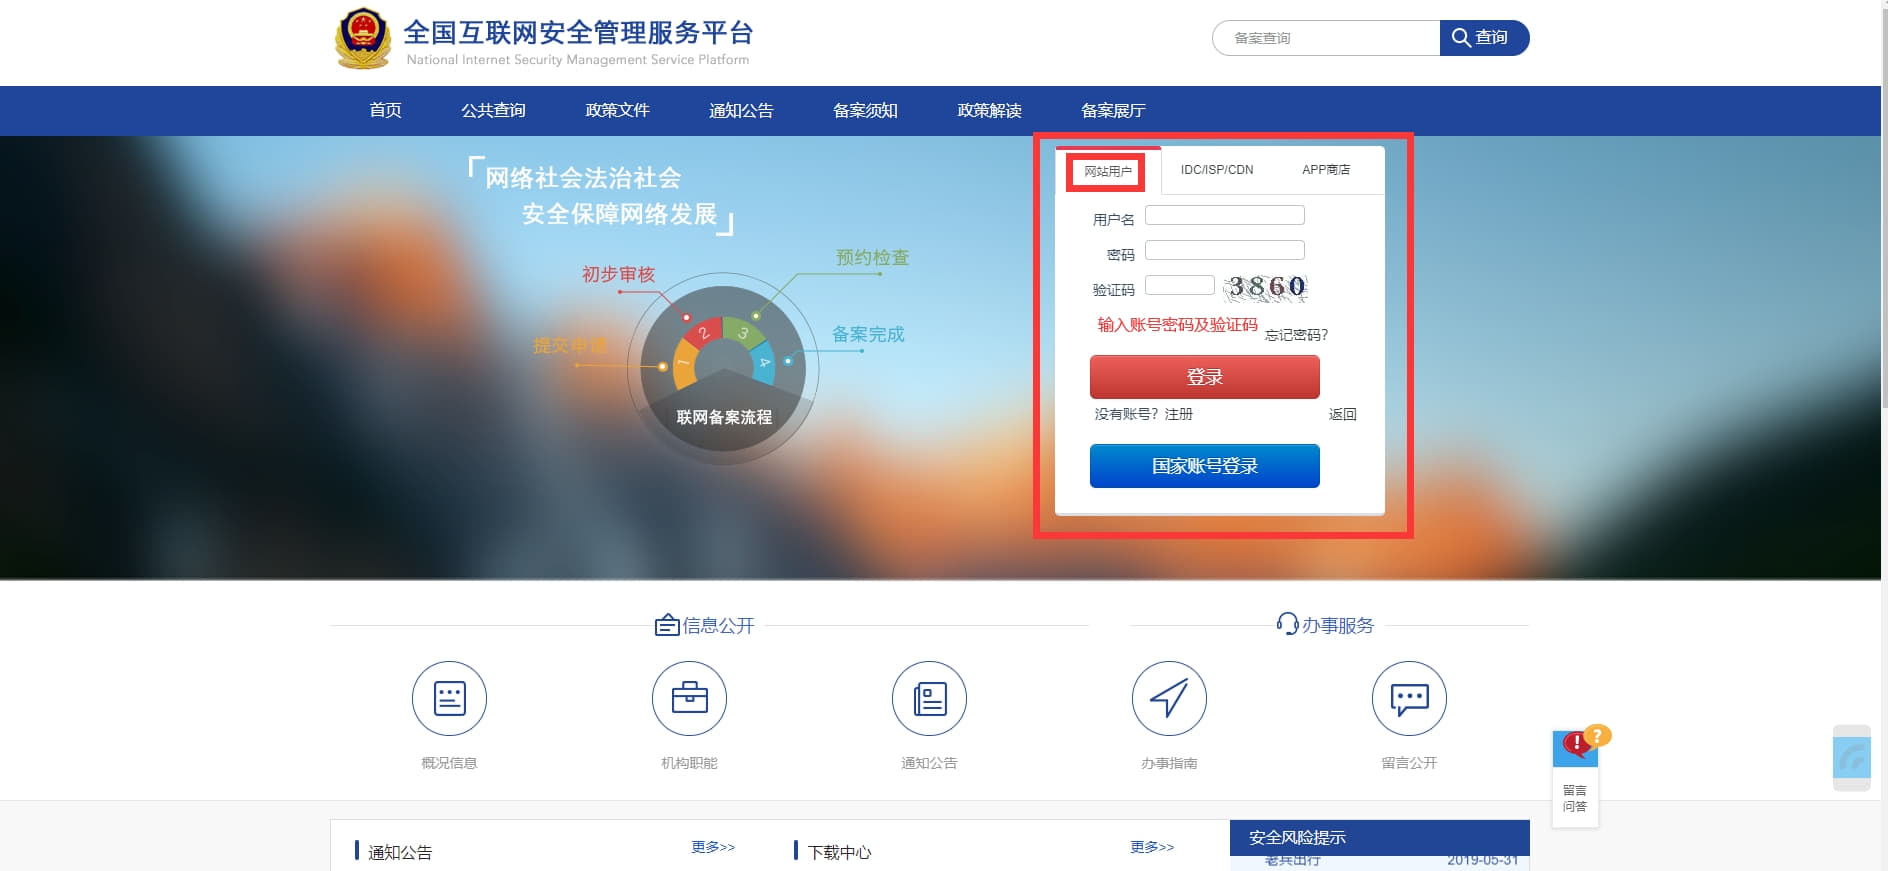 全国互联网安全管理服务平台
National Internet Security Management Service Platform
备案查询
查询
首页
公共查询
政策文件
通知公告
备案须知
政策解读
备案展厅
网络社会法治社会
安全保障网络发展
初步审核
预约检查
提交申请
备案完成
1
2
3
4
联网备案流程
网站用户
IDC/ISP/CDN
APP商店
用户名
密码
验证码
3860
输入账号密码及验证码
忘记密码?
登录
没有账号? 注册
返回
国家账号登录
信息公开
办事服务
概况信息
机构职能
通知公告
办事指南
留言公开
留言
问答
通知公告
更多>>
下载中心
更多>>
安全风险提示
老兵出行
2019-05-31